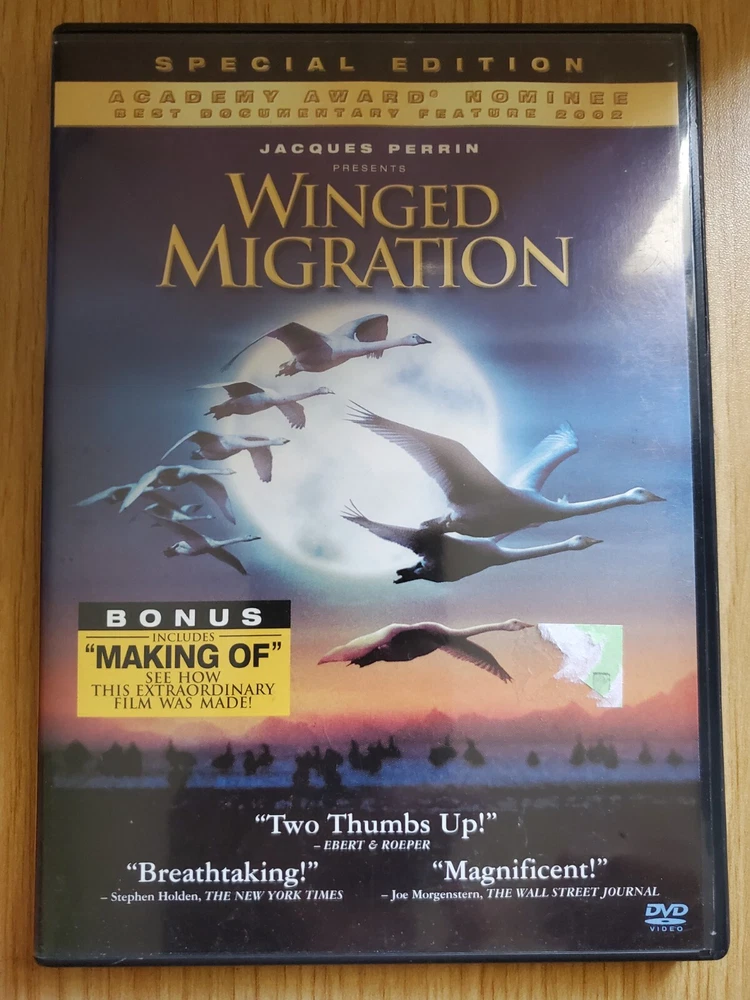 SPECIAL EDITION
ACADEMY AWARD® NOMINEE
BEST DOCUMENTARY FEATURE 2002
JACQUES PERRIN
PRESENTS
WINGED
MIGRATION
BONUS
INCLUDES
"MAKING OF"
SEE HOW
THIS EXTRAORDINARY
FILM WAS MADE!
"Two Thumbs Up!"
– EBERT & ROEPER
"Breathtaking!"
– Stephen Holden, THE NEW YORK TIMES
"Magnificent!"
– Joe Morgenstern, THE WALL STREET JOURNAL
DVD
VIDEO